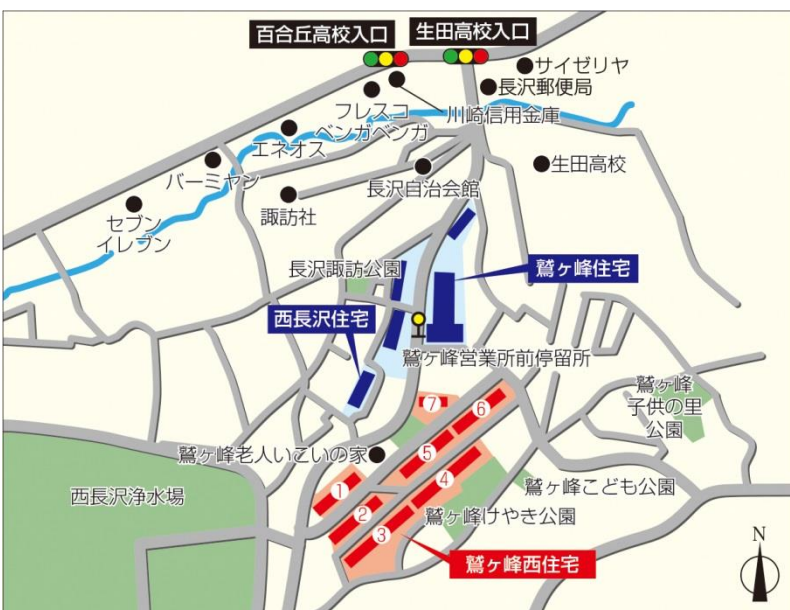 百合丘高校入口
生田高校入口
サイゼリヤ
長沢郵便局
フレスコ
ベンガベンガ
川崎信用金庫
エネオス
バーミヤン
セブン
イレブン
諏訪社
長沢自治会館
生田高校
長沢諏訪公園
鷲ヶ峰住宅
西長沢住宅
鷲ヶ峰営業所前停留所
鷲ヶ峰
子供の里
公園
⑦
⑥
⑤
④
鷲ヶ峰老人いこいの家
①
②
③
西長沢浄水場
鷲ヶ峰こども公園
鷲ヶ峰けやき公園
鷲ヶ峰西住宅
N